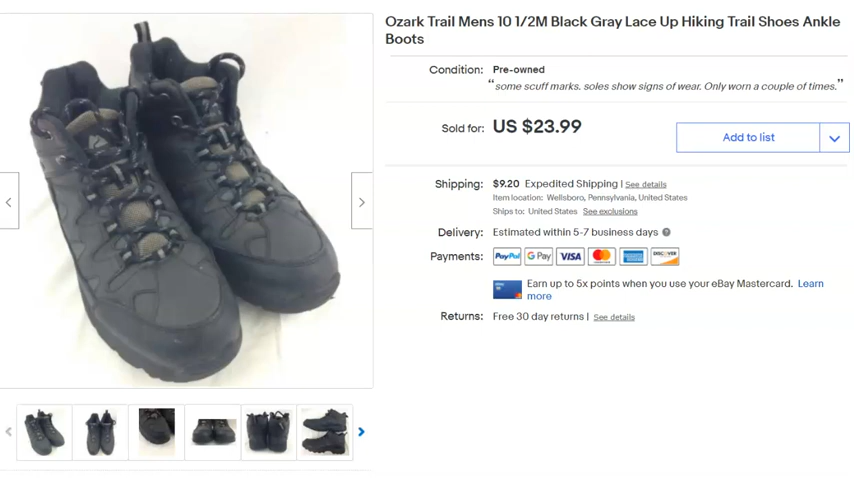 Ozark Trail Mens 10 1/2M Black Gray Lace Up Hiking Trail Shoes Ankle
Boots
Condition: Pre-owned
“some scuff marks. soles show signs of wear. Only worn a couple of times.”
Sold for: US $23.99
Add to list
Shipping: $9.20 Expedited Shipping | See details
Item location: Wellsboro, Pennsylvania, United States
Ships to: United States See exclusions
Delivery: Estimated within 5-7 business days ?
Payments: PayPal G Pay VISA DISCOVER
Earn up to 5x points when you use your eBay Mastercard. Learn
more
Returns: Free 30 day returns | See details